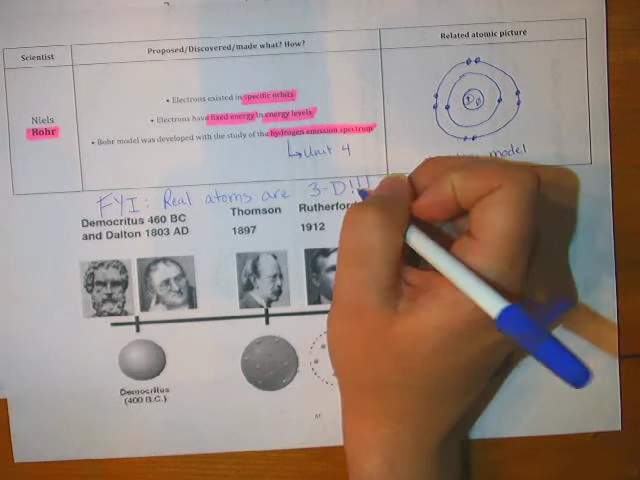 Scientist
Proposed/Discovered/made what? How?
Related atomic picture
Niels
Bohr
• Electrons existed in specific orbits
• Electrons have fixed energy in energy levels
• Bohr model was developed with the study of the hydrogen emission spectrum
↳ Unit 4
model
FYI: Real atoms are 3-D!!!
Democritus 460 BC
and Dalton 1803 AD
Thomson
1897
Rutherfor
1912
Democritus
(400 B.C.)